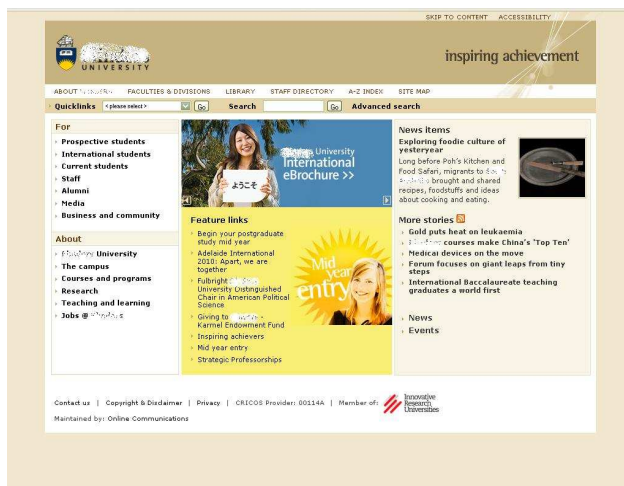 SKIP TO CONTENT ACCESSIBILITY
UNIVERSITY
inspiring achievement
ABOUT FACULTIES & DIVISIONS LIBRARY STAFF DIRECTORY A-Z INDEX SITE MAP
Quicklinks <please select> Go Search Go Advanced search
For
Prospective students
International students
Current students
Staff
Alumni
Media
Business and community
About
University
The campus
Courses and programs
Research
Teaching and learning
Jobs @
University
International
eBrochure >>
ようこそ
Feature links
Begin your postgraduate
study mid year
Adelaide International
2010: Apart, we are
together
Fulbright
University Distinguished
Chair in American Political
Science
Giving to -
Karmel Endowment Fund
Inspiring achievers
Mid year entry
Strategic Professorships
Mid
year
entry
News items
Exploring foodie culture of
yesteryear
Long before Poh's Kitchen and
Food Safari, migrants to
brought and shared
recipes, foodstuffs and ideas
about cooking and eating.
More stories
Gold puts heat on leukaemia
courses make China's 'Top Ten'
Medical devices on the move
Forum focuses on giant leaps from tiny
steps
International Baccalaureate teaching
graduates a world first
News
Events
Contact us | Copyright & Disclaimer | Privacy | CRICOS Provider: 00114A | Member of:
Innovative
Research
Universities
Maintained by: Online Communications